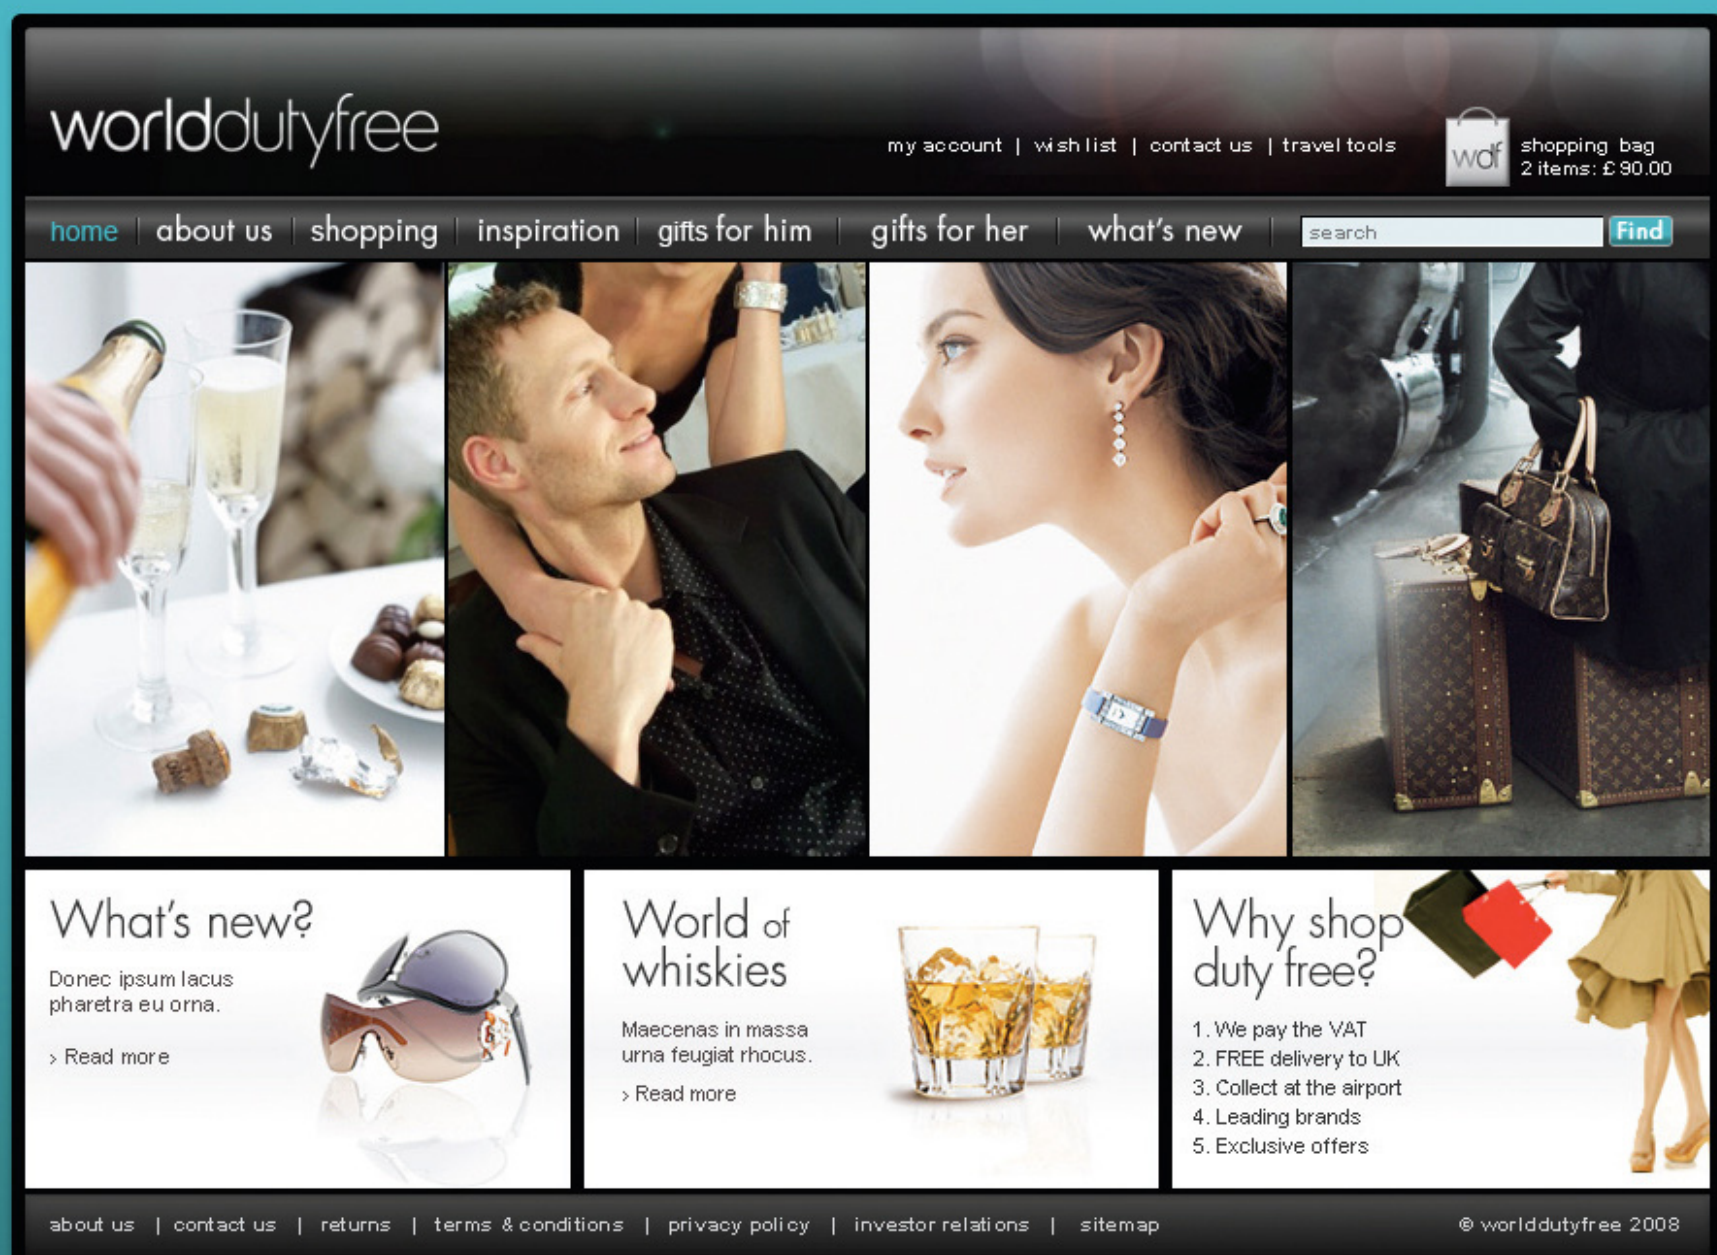 worlddutyfree
my account | wish list | contact us | travel tools
wdf
shopping bag
2 items: £ 90.00
home | about us | shopping | inspiration | gifts for him | gifts for her | what's new |
search
Find
What's new?
Donec ipsum lacus
pharetra eu orna.
› Read more
World of
whiskies
Maecenas in massa
urna feugiat rhocus.
› Read more
Why shop
duty free?
1. We pay the VAT
2. FREE delivery to UK
3. Collect at the airport
4. Leading brands
5. Exclusive offers
about us | contact us | returns | terms & conditions | privacy policy | investor relations | sitemap
© worlddutyfree 2008